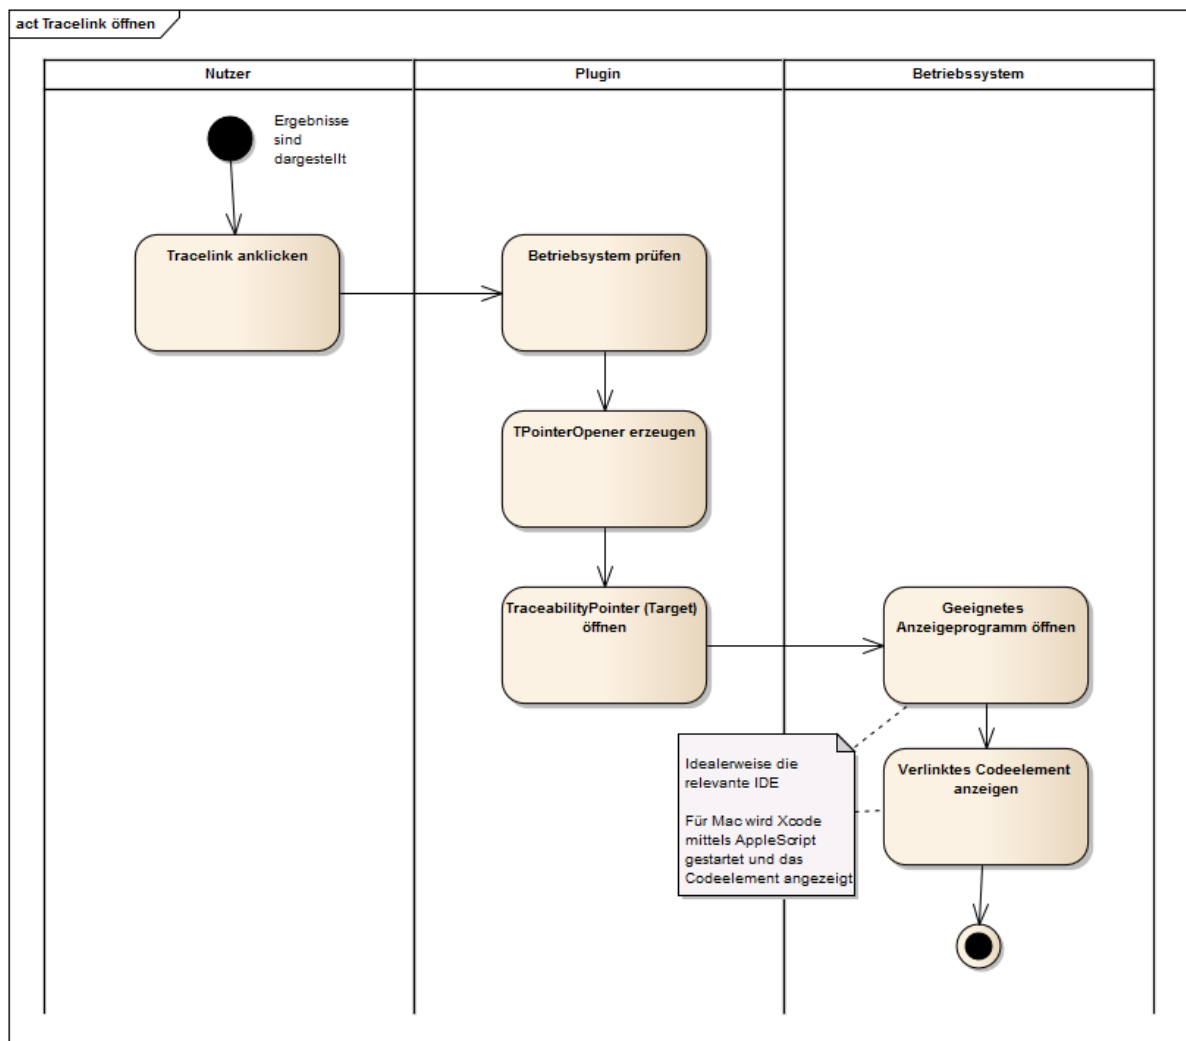 act Tracelink öffnen
Nutzer
Plugin
Betriebssystem
Ergebnisse
sind
dargestellt
Tracelink anklicken
Betriebsystem prüfen
TPointerOpener erzeugen
TraceabilityPointer (Target)
öffnen
Geeignetes
Anzeigeprogramm öffnen
Idealerweise die
relevante IDE
Für Mac wird Xcode
mittels AppleScript
gestartet und das
Codeelement angezeigt
Verlinktes Codeelement
anzeigen